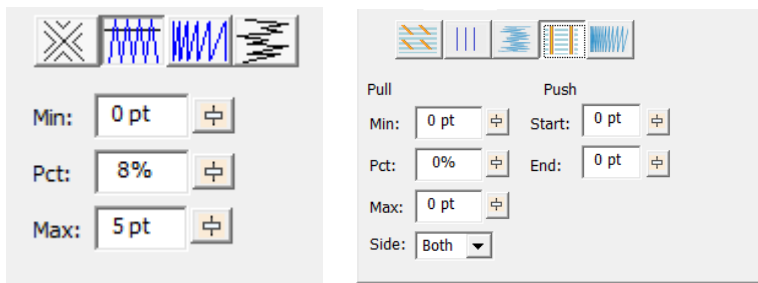 Min: 0 pt
Pct: 8%
Max: 5 pt
Pull Push
Min: 0 pt Start: 0 pt
Pct: 0% End: 0 pt
Max: 0 pt
Side: Both